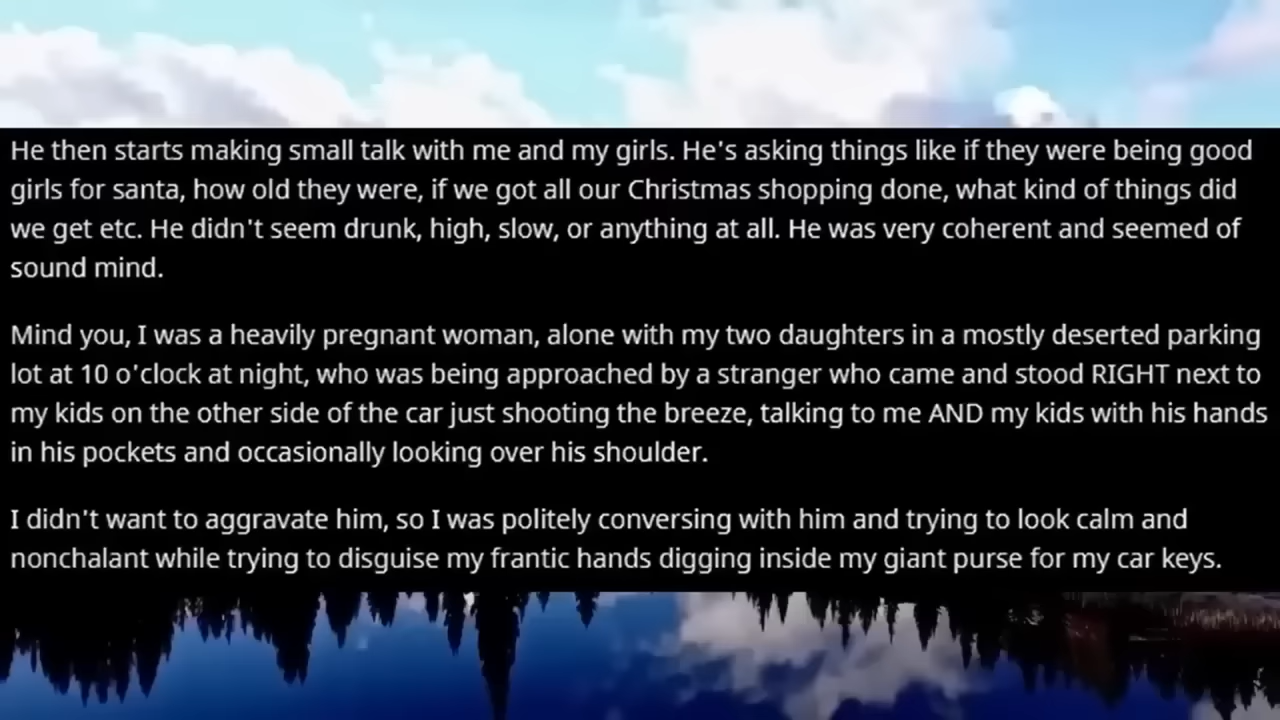 He then starts making small talk with me and my girls. He's asking things like if they were being good
girls for santa, how old they were, if we got all our Christmas shopping done, what kind of things did
we get etc. He didn't seem drunk, high, slow, or anything at all. He was very coherent and seemed of
sound mind.
Mind you, I was a heavily pregnant woman, alone with my two daughters in a mostly deserted parking
lot at 10 o'clock at night, who was being approached by a stranger who came and stood RIGHT next to
my kids on the other side of the car just shooting the breeze, talking to me AND my kids with his hands
in his pockets and occasionally looking over his shoulder.
I didn't want to aggravate him, so I was politely conversing with him and trying to look calm and
nonchalant while trying to disguise my frantic hands digging inside my giant purse for my car keys.